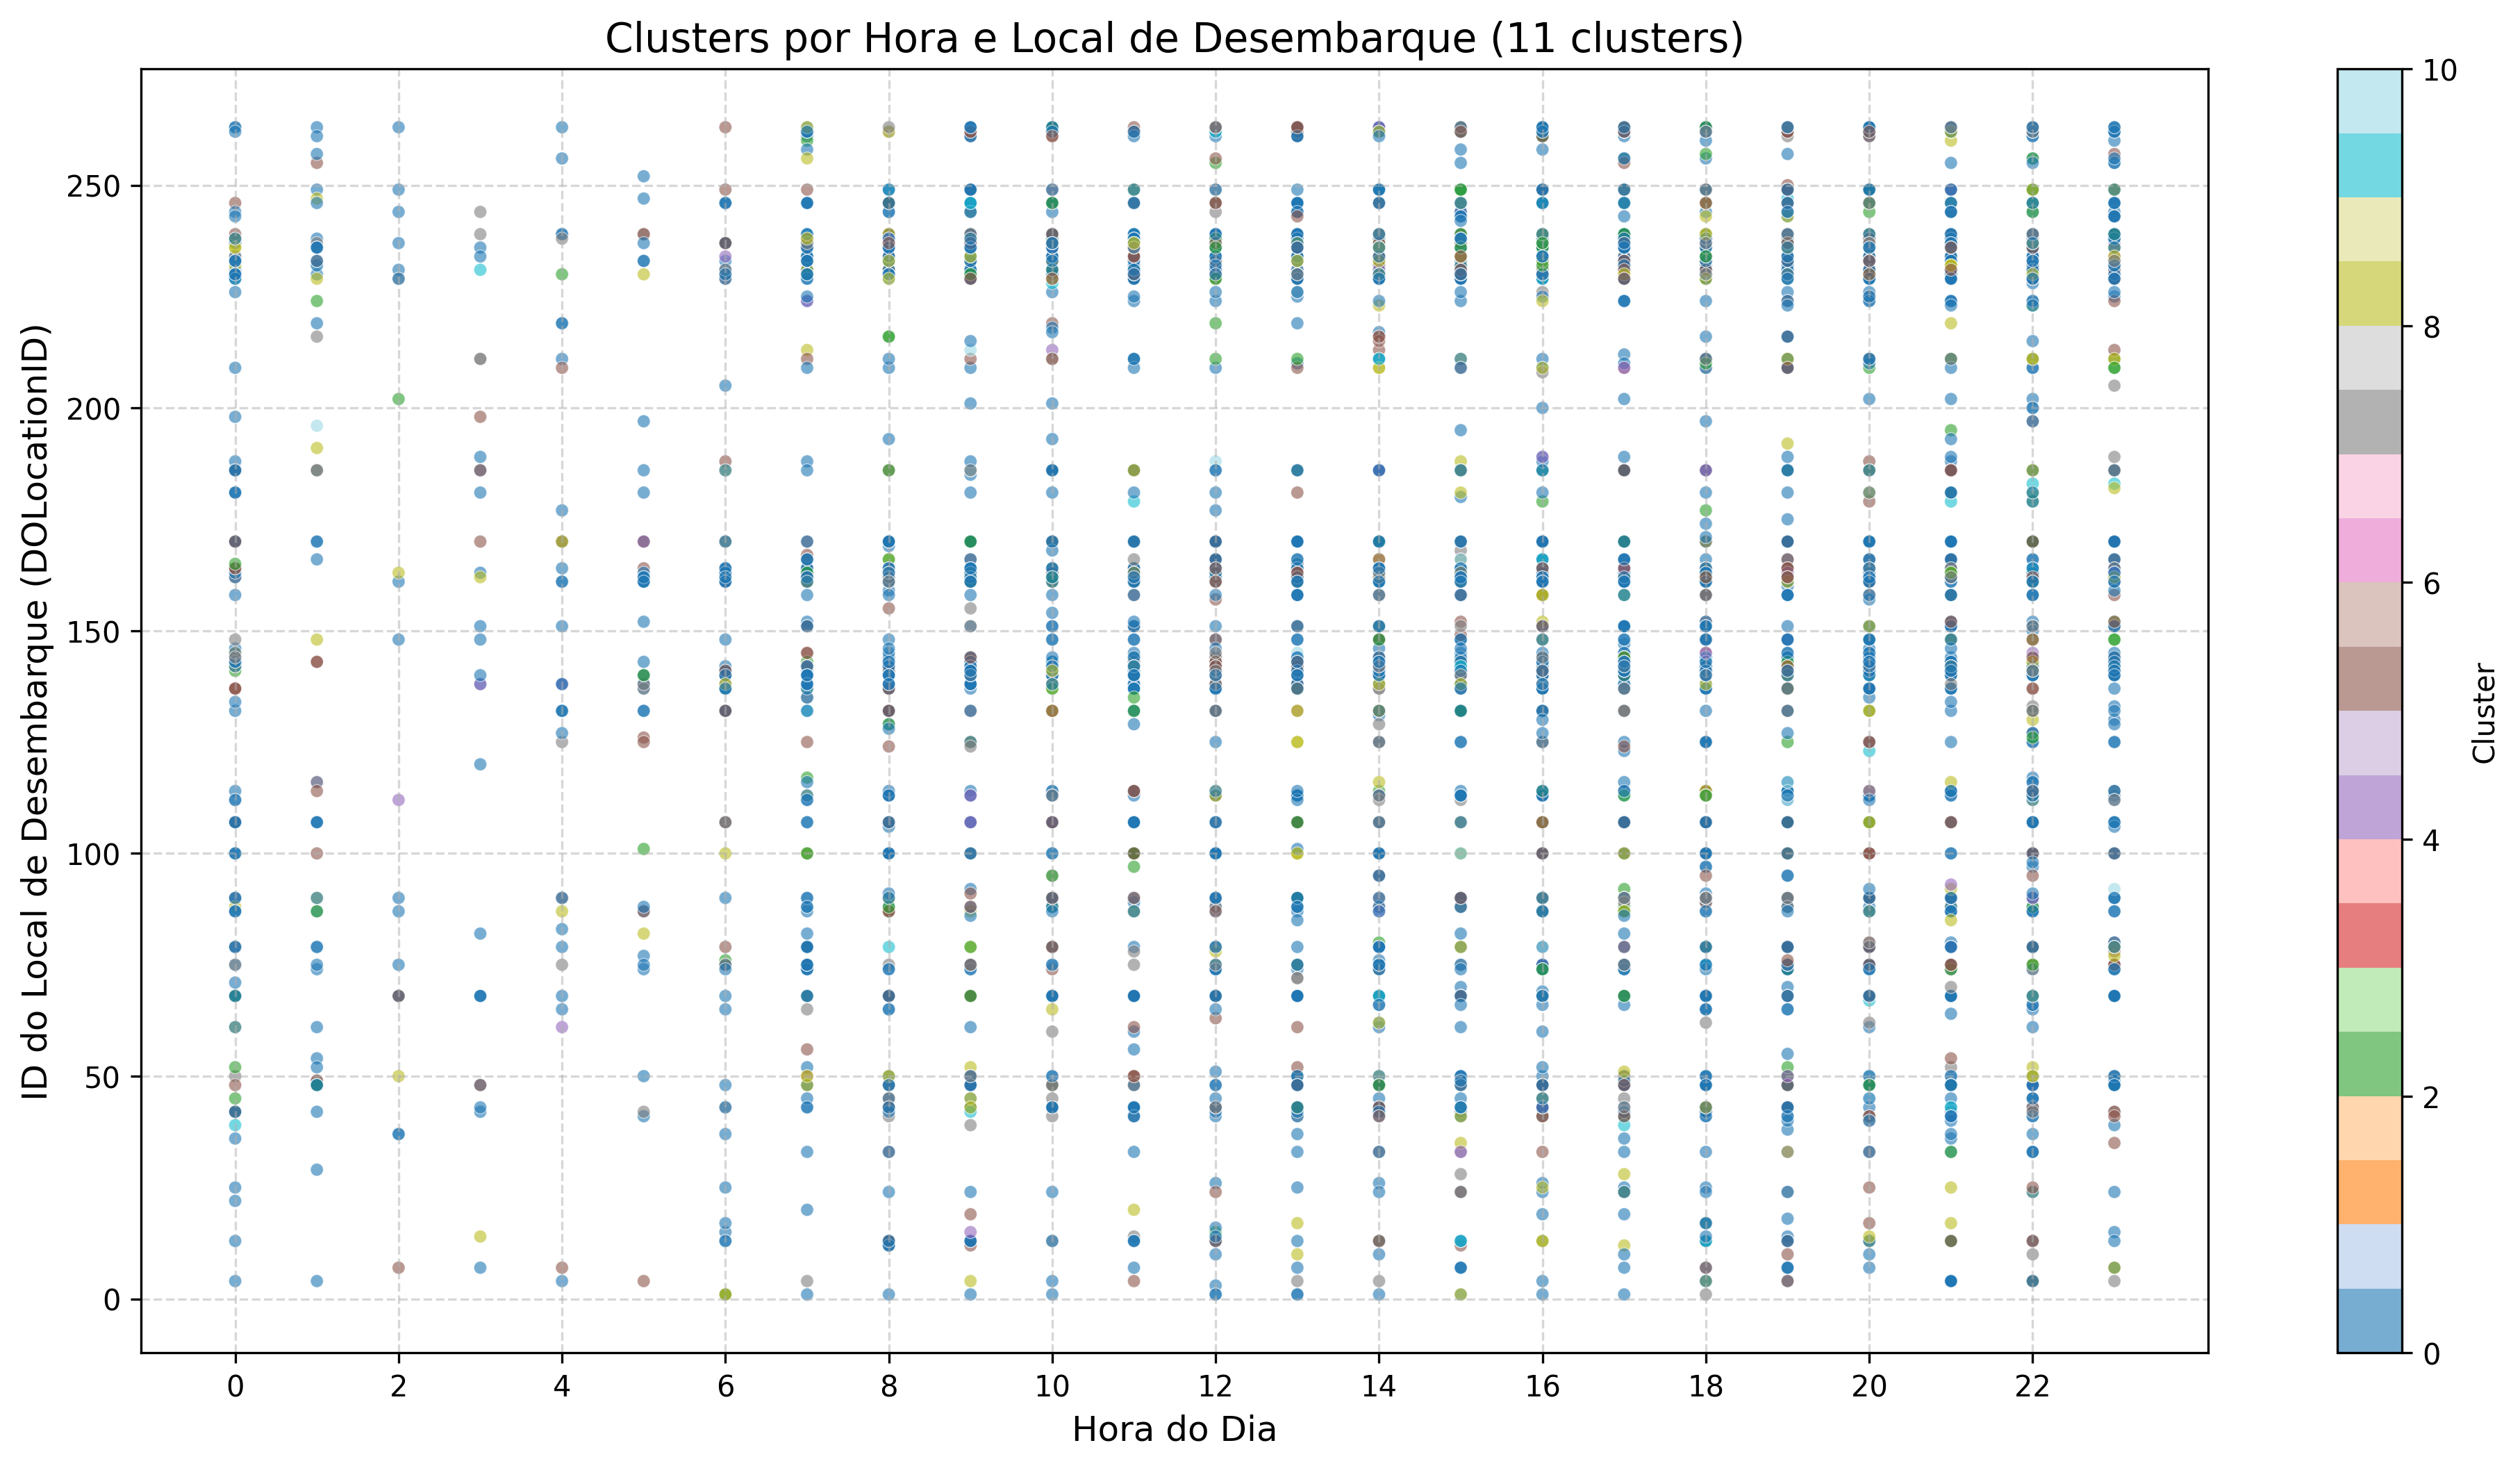 Clusters por Hora e Local de Desembarque (11 clusters)
ID do Local de Desembarque (DOLocationID)
250
200
150
100
50
0
0 2 4 6 8 10 12 14 16 18 20 22
Hora do Dia
10
8
6
4
2
0
Cluster